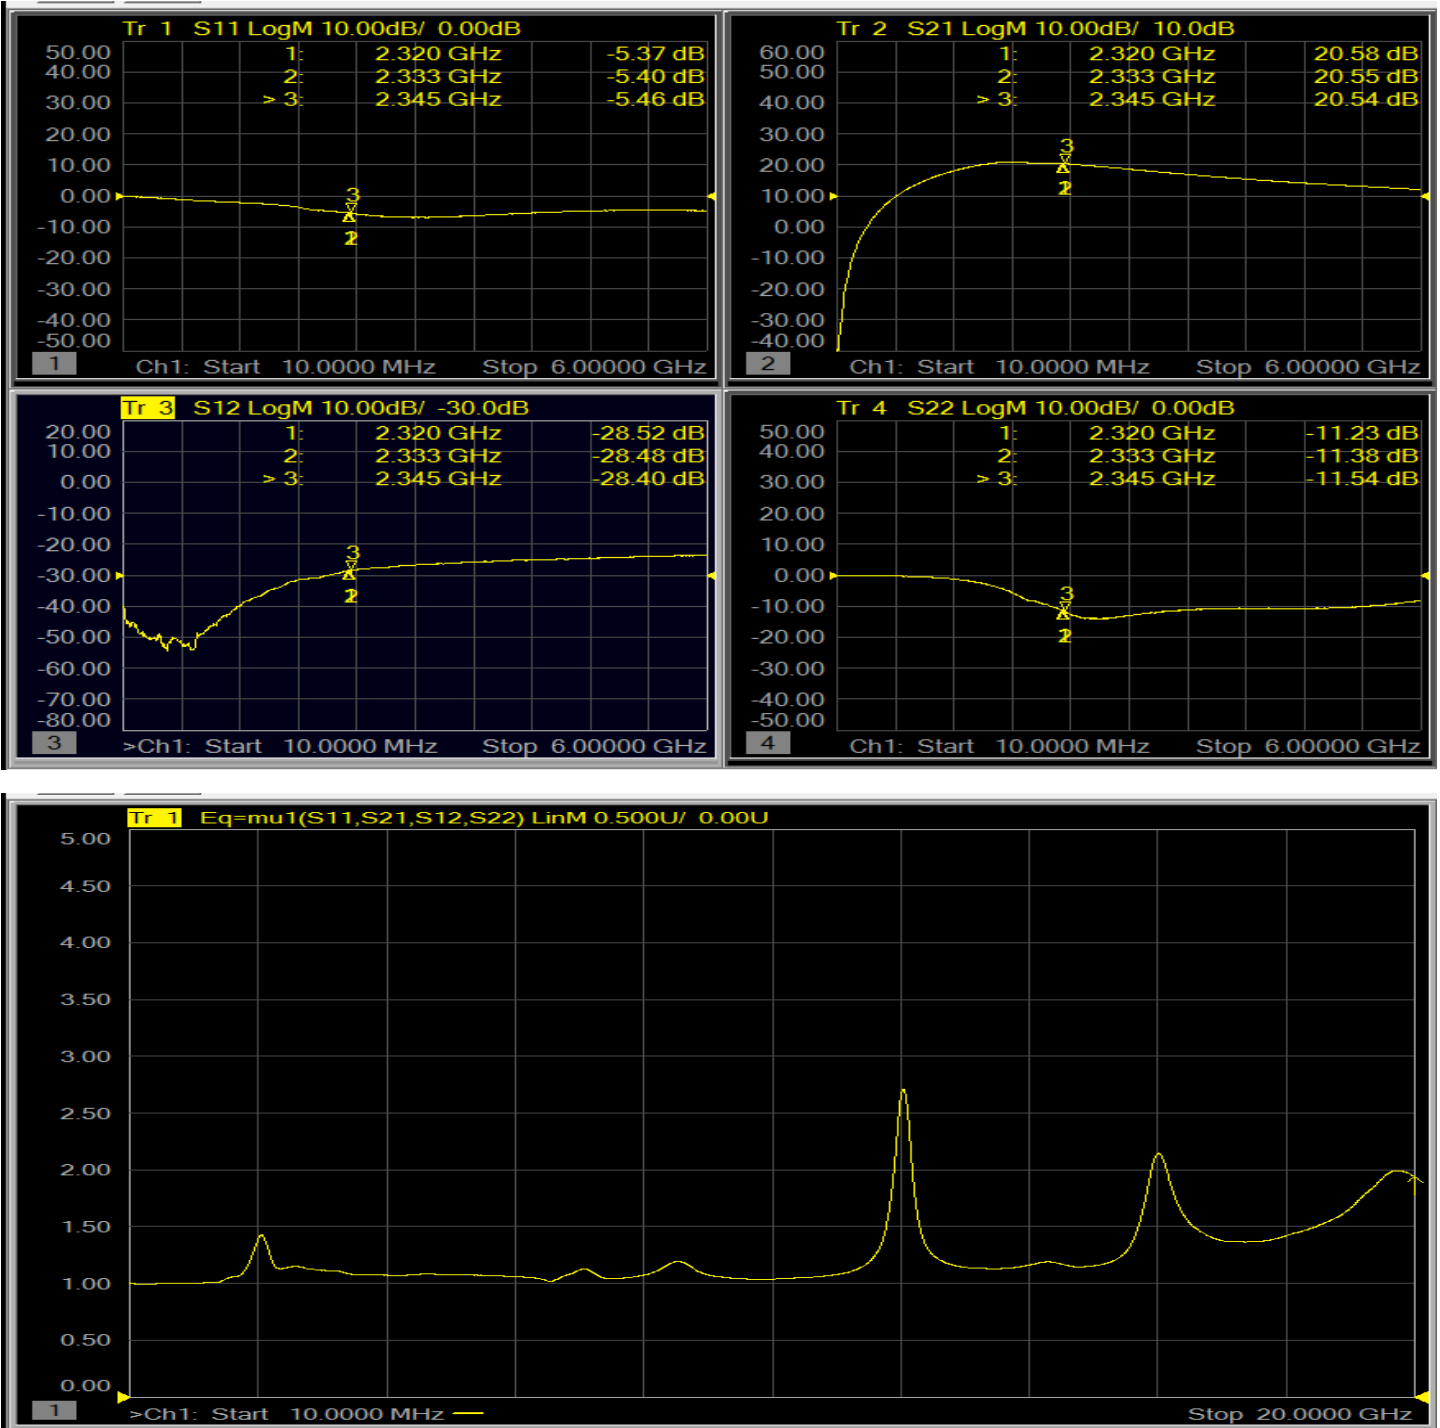 Tr 1 S11 LogM 10.00dB/ 0.00dB
50.00 1: 2.320 GHz -5.37 dB
40.00 2: 2.333 GHz -5.40 dB
30.00 > 3: 2.345 GHz -5.46 dB
20.00
10.00
0.00 3
-10.00
-20.00
-30.00
-40.00
-50.00
1 Ch1: Start 10.0000 MHz Stop 6.00000 GHz
Tr 2 S21 LogM 10.00dB/ 10.0dB
60.00 1: 2.320 GHz 20.58 dB
50.00 2: 2.333 GHz 20.55 dB
40.00 > 3: 2.345 GHz 20.54 dB
30.00 3
20.00
10.00
0.00
-10.00
-20.00
-30.00
-40.00
2 Ch1: Start 10.0000 MHz Stop 6.00000 GHz
Tr 3 S12 LogM 10.00dB/ -30.0dB
20.00 1: 2.320 GHz -28.52 dB
10.00 2: 2.333 GHz -28.48 dB
0.00 > 3: 2.345 GHz -28.40 dB
-10.00
-20.00 3
-30.00
-40.00
-50.00
-60.00
-70.00
-80.00
3 >Ch1: Start 10.0000 MHz Stop 6.00000 GHz
Tr 4 S22 LogM 10.00dB/ 0.00dB
50.00 1: 2.320 GHz -11.23 dB
40.00 2: 2.333 GHz -11.38 dB
30.00 > 3: 2.345 GHz -11.54 dB
20.00
10.00
0.00 3
-10.00
-20.00
-30.00
-40.00
-50.00
4 Ch1: Start 10.0000 MHz Stop 6.00000 GHz
Tr 1 Eq=mu1(S11,S21,S12,S22) LinM 0.500U/ 0.00U
5.00
4.50
4.00
3.50
3.00
2.50
2.00
1.50
1.00
0.50
0.00
1 >Ch1: Start 10.0000 MHz Stop 20.0000 GHz